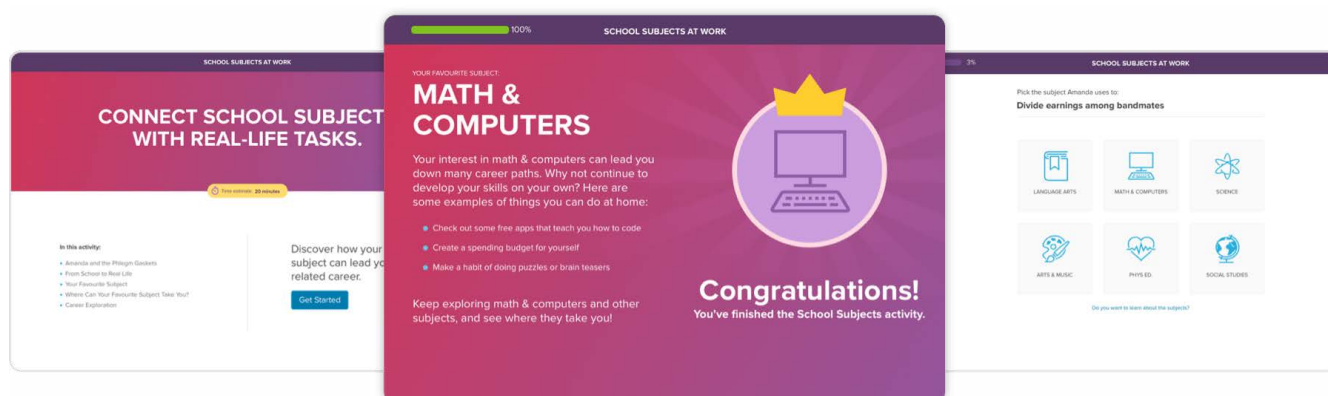 SCHOOL SUBJECTS AT WORK
CONNECT SCHOOL SUBJECT
WITH REAL-LIFE TASKS.
Time estimate: 20 minutes
In this activity:
Amanda and the Phlegm Gaskets
From School to Real Life
Your Favourite Subject
Where Can Your Favourite Subject Take You?
Career Exploration
Discover how your
subject can lead yo
related career.
Get Started
100%
SCHOOL SUBJECTS AT WORK
YOUR FAVOURITE SUBJECT:
MATH &
COMPUTERS
Your interest in math & computers can lead you
down many career paths. Why not continue to
develop your skills on your own? Here are
some examples of things you can do at home:
Check out some free apps that teach you how to code
Create a spending budget for yourself
Make a habit of doing puzzles or brain teasers
Keep exploring math & computers and other
subjects, and see where they take you!
Congratulations!
You've finished the School Subjects activity.
3%
SCHOOL SUBJECTS AT WORK
Pick the subject Amanda uses to:
Divide earnings among bandmates
LANGUAGE ARTS
MATH & COMPUTERS
SCIENCE
ARTS & MUSIC
PHYS ED
SOCIAL STUDIES
Do you want to learn about the subjects?